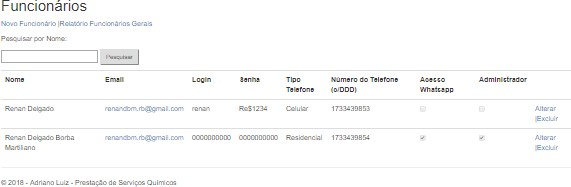 Funcionários
Novo Funcionário |Relatório Funcionários Gerais
Pesquisar por Nome:
Pesquisar
Nome Email Login Senha Tipo Telefone Número do Telefone (c/DDD) Acesso Whatsapp Administrador
Renan Delgado renandbm.rb@gmail.com renan Re$1234 Celular 1733439853 Alterar |Excluir
Renan Delgado Borba Martiliano renandbm.rb@gmail.com 0000000000 0000000000 Residencial 1733439854 Alterar |Excluir
© 2018 - Adriano Luiz - Prestação de Serviços Químicos